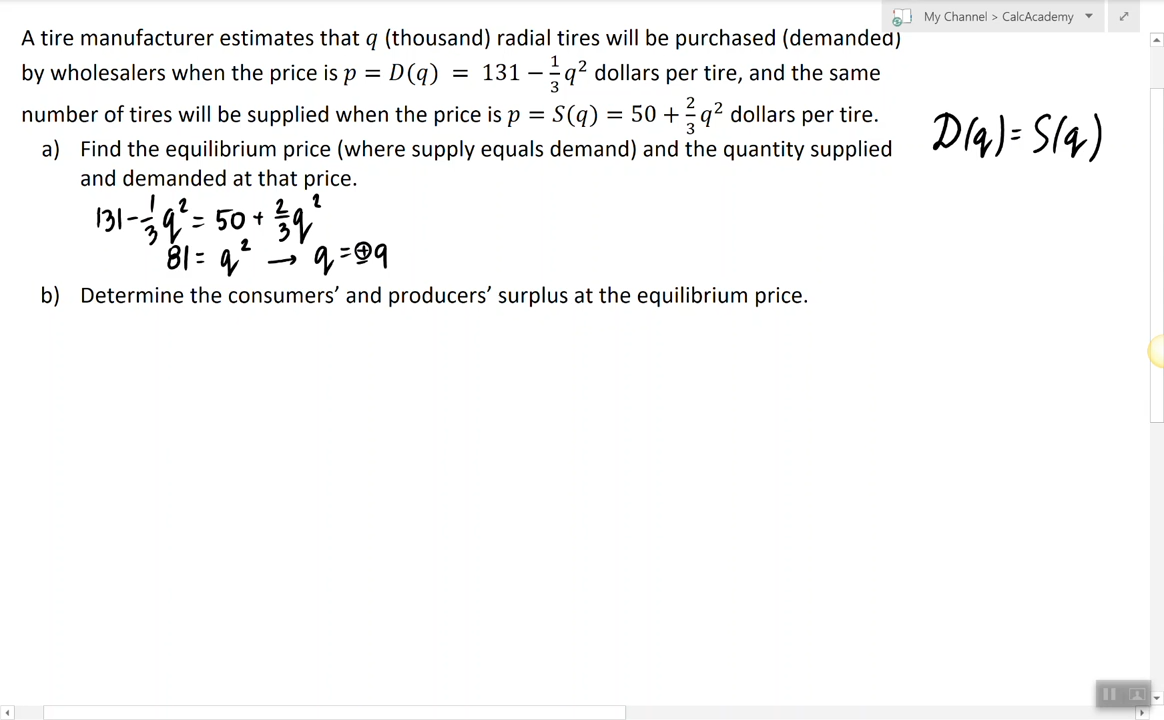 My Channel > CalcAcademy
A tire manufacturer estimates that q (thousand) radial tires will be purchased (demanded)
by wholesalers when the price is p = D(q) = 131 − 1/3 q² dollars per tire, and the same
number of tires will be supplied when the price is p = S(q) = 50 + 2/3 q² dollars per tire.
D(q) = S(q)
a) Find the equilibrium price (where supply equals demand) and the quantity supplied
and demanded at that price.
131 - 1/3 q² = 50 + 2/3 q²
81 = q² → q = ± 9
b) Determine the consumers’ and producers’ surplus at the equilibrium price.